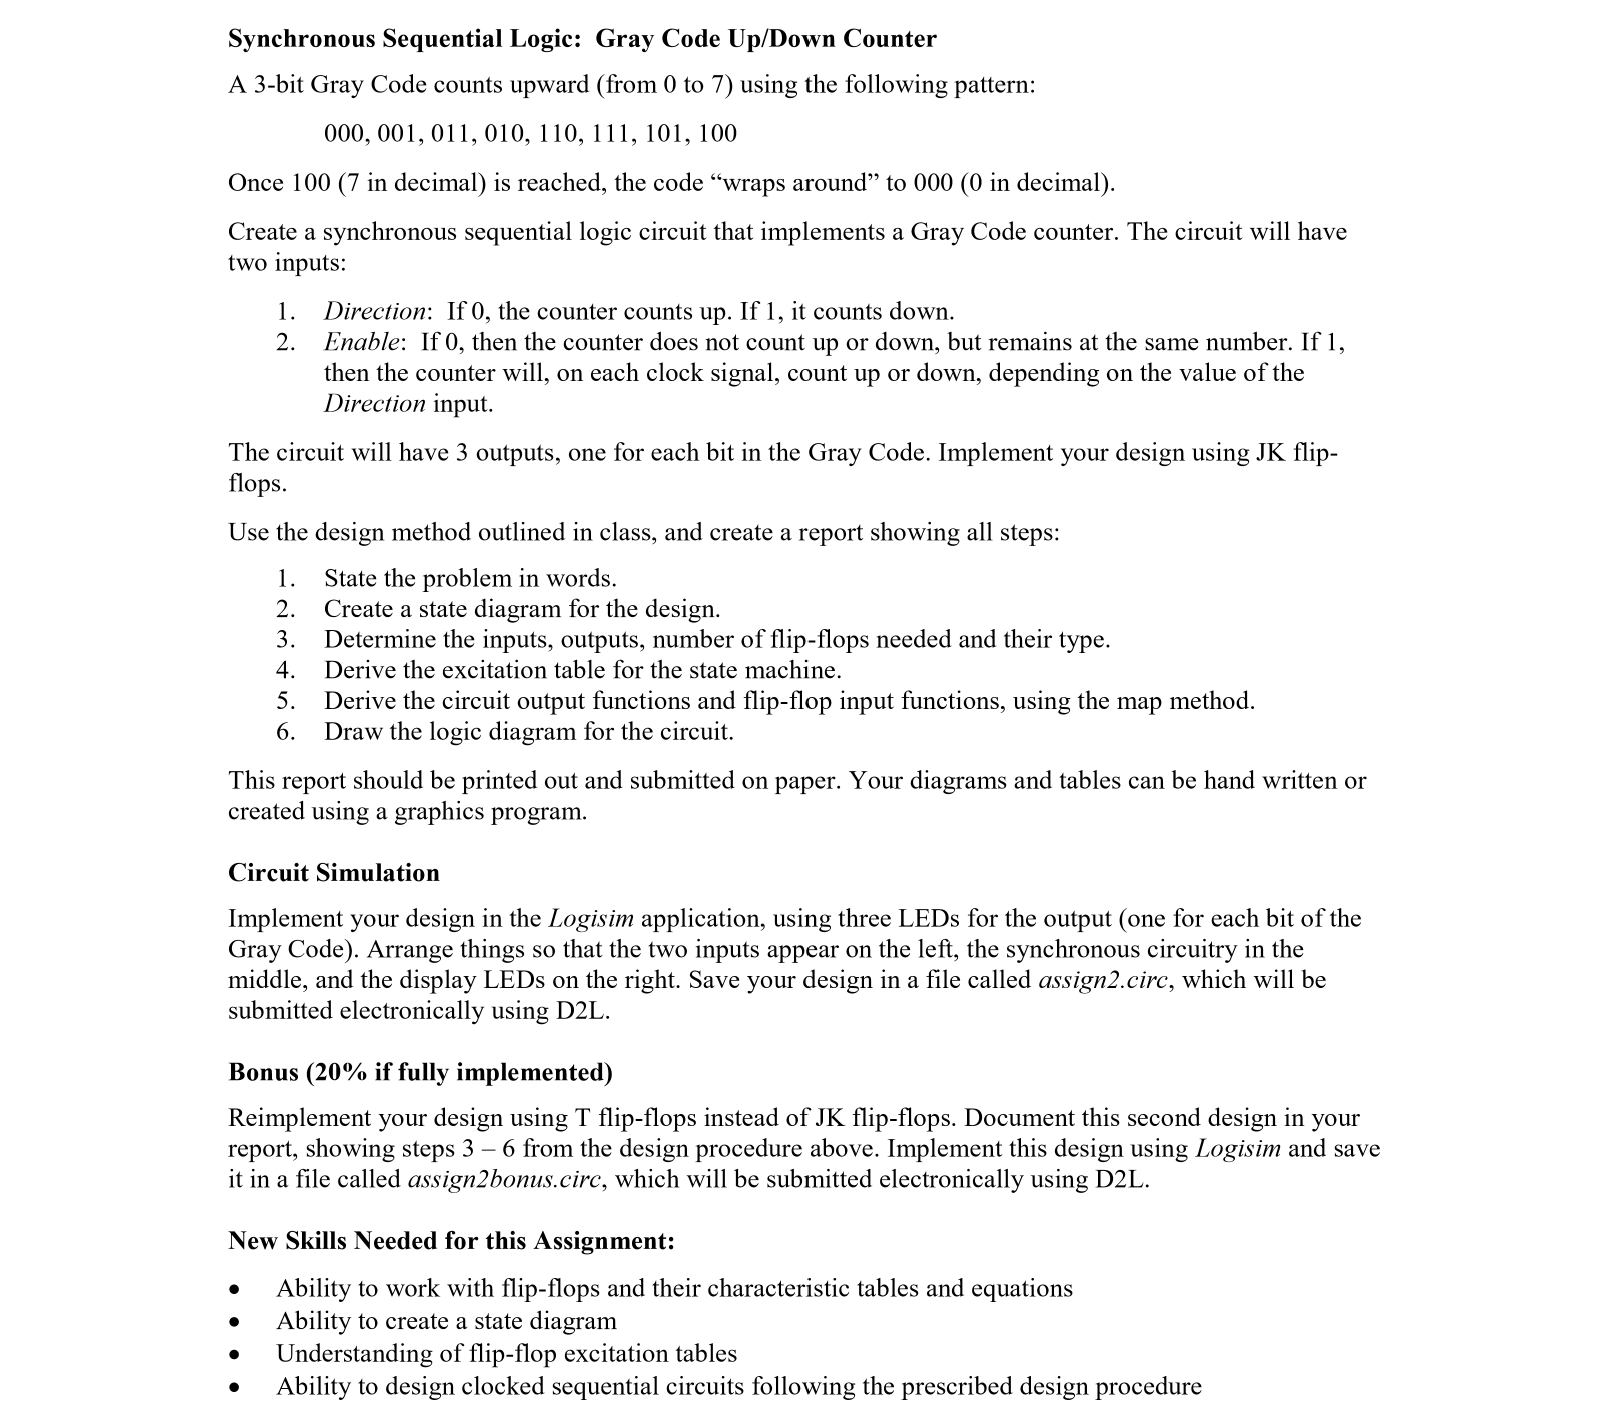 Synchronous Sequential Logic:  Gray Code Up/Down Counter
A 3-bit Gray Code counts upward (from 0 to 7) using the following pattern:
000, 001, 011, 010, 110, 111, 101, 100
Once 100 (7 in decimal) is reached, the code “wraps around” to 000 (0 in decimal).
Create a synchronous sequential logic circuit that implements a Gray Code counter. The circuit will have
two inputs:
1. Direction:  If 0, the counter counts up. If 1, it counts down.
2. Enable:  If 0, then the counter does not count up or down, but remains at the same number. If 1,
then the counter will, on each clock signal, count up or down, depending on the value of the
Direction input.
The circuit will have 3 outputs, one for each bit in the Gray Code. Implement your design using JK flip-
flops.
Use the design method outlined in class, and create a report showing all steps:
1. State the problem in words.
2. Create a state diagram for the design.
3. Determine the inputs, outputs, number of flip-flops needed and their type.
4. Derive the excitation table for the state machine.
5. Derive the circuit output functions and flip-flop input functions, using the map method.
6. Draw the logic diagram for the circuit.
This report should be printed out and submitted on paper. Your diagrams and tables can be hand written or
created using a graphics program.
Circuit Simulation
Implement your design in the Logisim application, using three LEDs for the output (one for each bit of the
Gray Code). Arrange things so that the two inputs appear on the left, the synchronous circuitry in the
middle, and the display LEDs on the right. Save your design in a file called assign2.circ, which will be
submitted electronically using D2L.
Bonus (20% if fully implemented)
Reimplement your design using T flip-flops instead of JK flip-flops. Document this second design in your
report, showing steps 3 – 6 from the design procedure above. Implement this design using Logisim and save
it in a file called assign2bonus.circ, which will be submitted electronically using D2L.
New Skills Needed for this Assignment:
• Ability to work with flip-flops and their characteristic tables and equations
• Ability to create a state diagram
• Understanding of flip-flop excitation tables
• Ability to design clocked sequential circuits following the prescribed design procedure